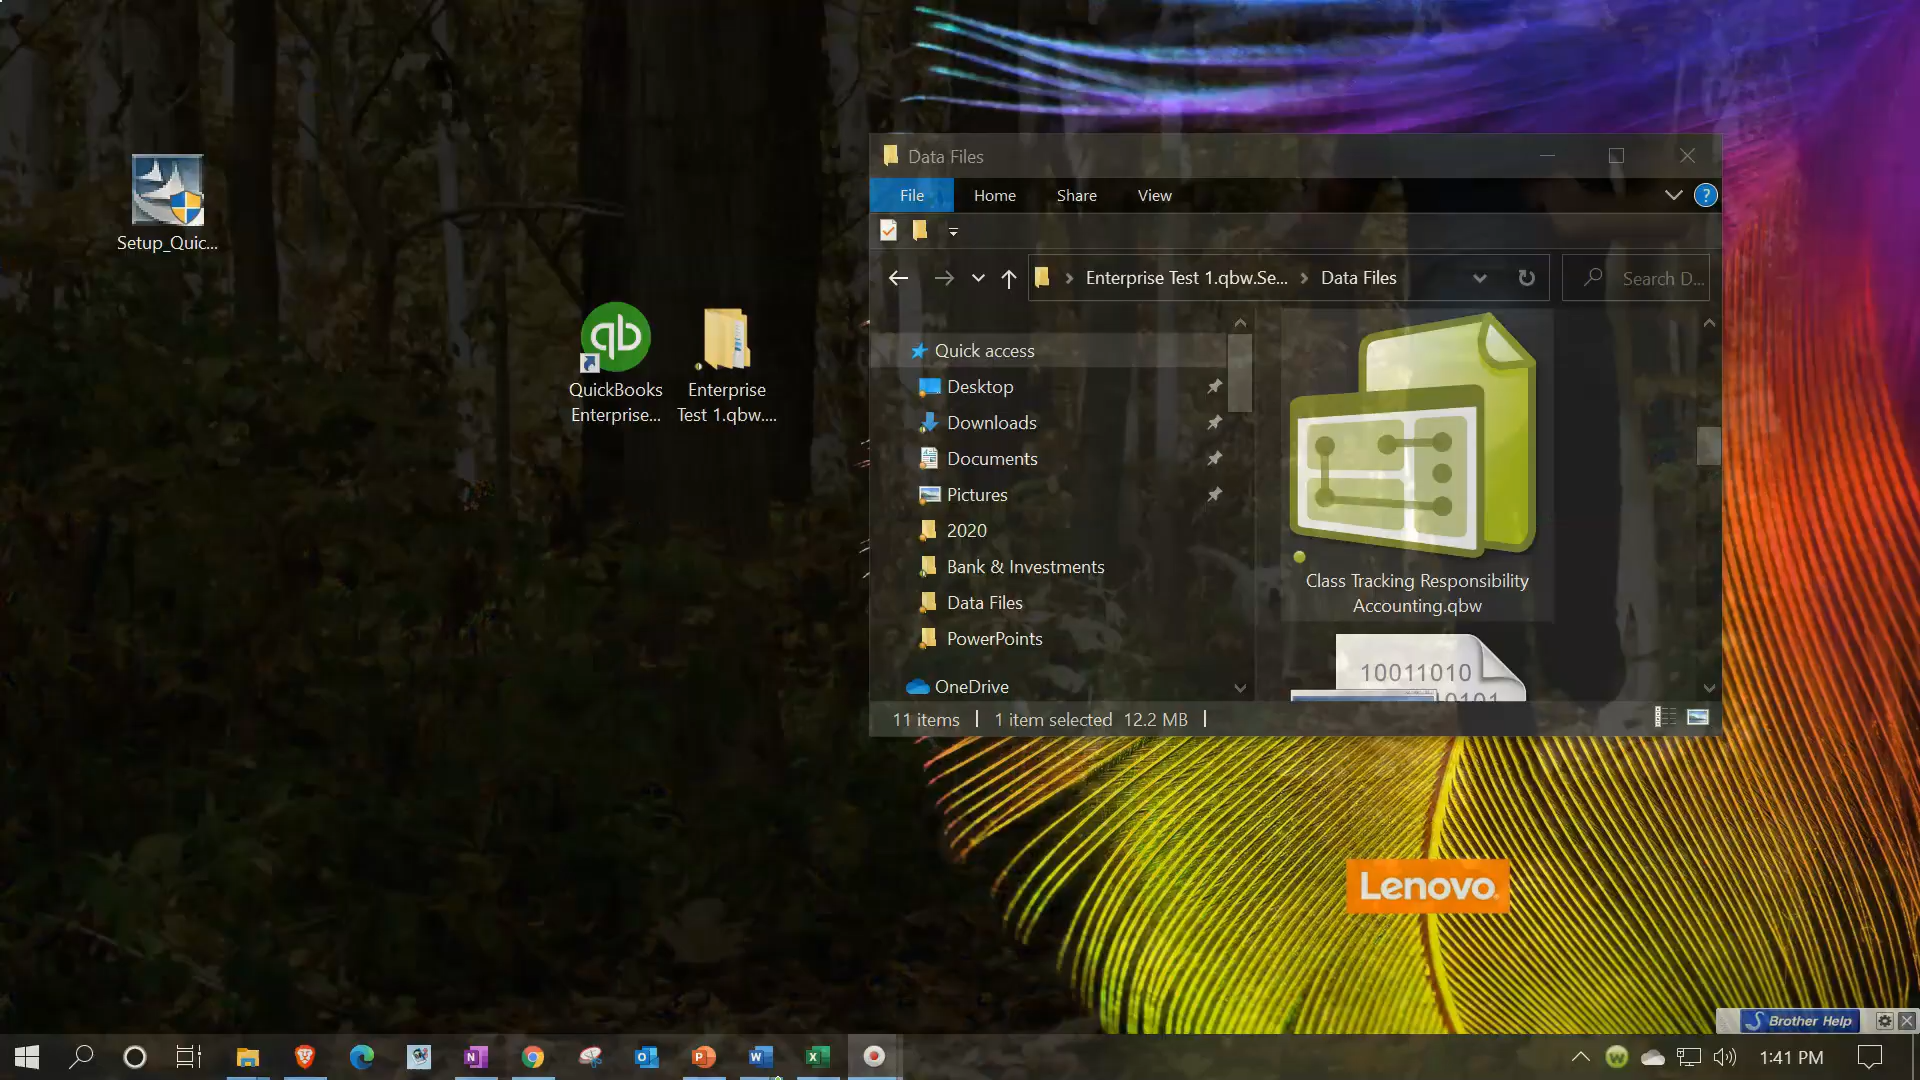 Setup_Quic...
QuickBooks
Enterprise...
Enterprise
Test 1.qbw....
Data Files
File
Home
Share
View
?
Enterprise Test 1.qbw.Se...
Data Files
Search D...
Quick access
Desktop
Downloads
Documents
Pictures
2020
Bank & Investments
Data Files
PowerPoints
OneDrive
qb
Class Tracking Responsibility
Accounting.qbw
10011010
10101
11 items
1 item selected 12.2 MB
Lenovo
Brother Help
N
O
P
W
X
W
1:41 PM